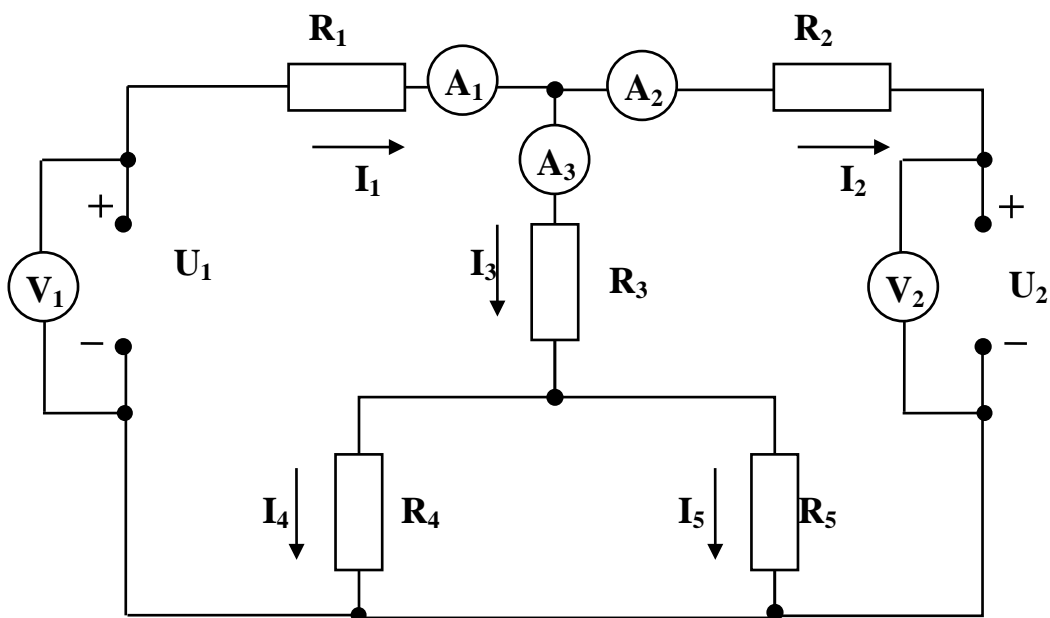 R₁
R₂
A₁
A₂
A₃
I₁
I₂
+
+
U₁
I₃
R₃
V₁
V₂
U₂
−
−
I₄
R₄
I₅
R₅